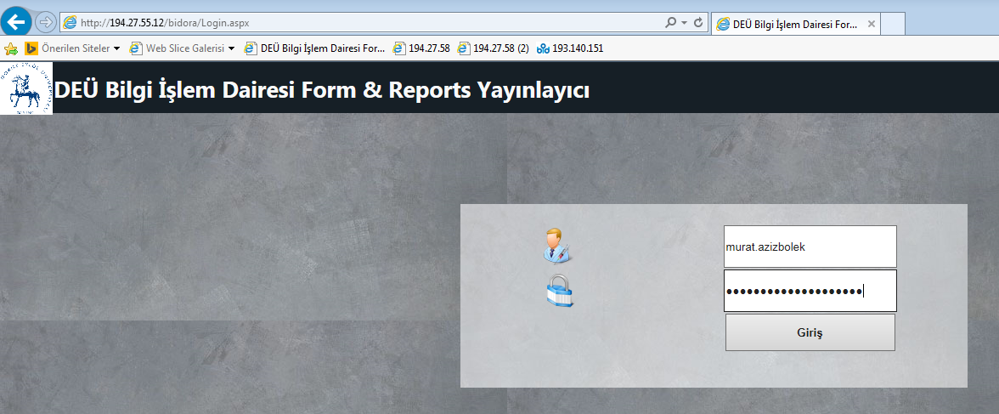 http://194.27.55.12/bidora/Login.aspx
DEÜ Bilgi İşlem Dairesi For...
Önerilen Siteler
Web Slice Galerisi
DEÜ Bilgi İşlem Dairesi For...
194.27.58
194.27.58 (2)
193.140.151
DEÜ Bilgi İşlem Dairesi Form & Reports Yayınlayıcı
murat.azizbolek
Giriş